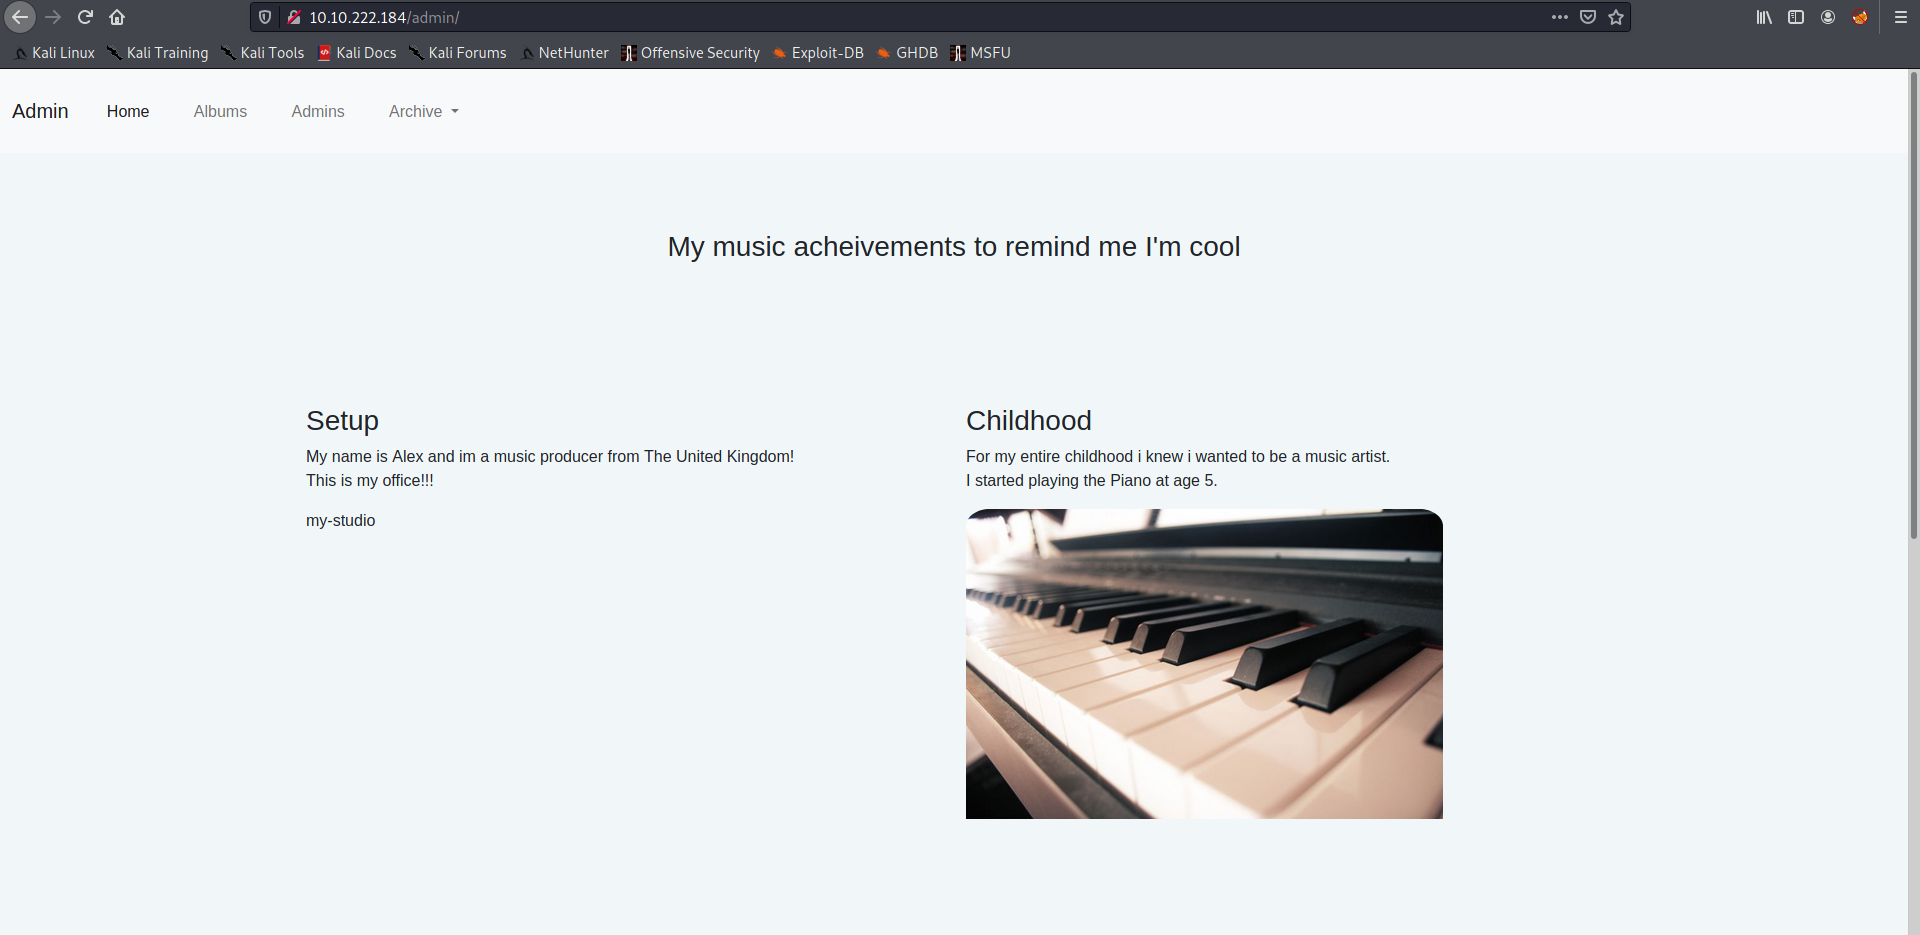 10.10.222.184/admin/
Kali Linux Kali Training Kali Tools Kali Docs Kali Forums NetHunter Offensive Security Exploit-DB GHDB MSFU
Admin Home Albums Admins Archive
My music acheivements to remind me I'm cool
Setup
My name is Alex and im a music producer from The United Kingdom!
This is my office!!!
my-studio
Childhood
For my entire childhood i knew i wanted to be a music artist.
I started playing the Piano at age 5.